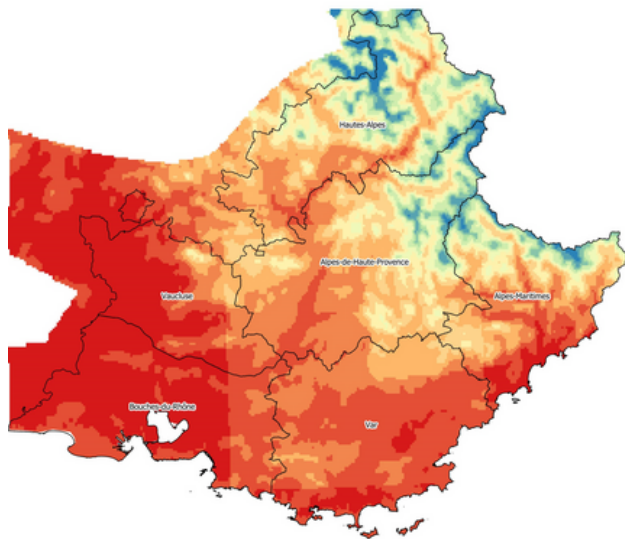 Hautes-Alpes
Alpes-de-Haute-Provence
Vaucluse
Alpes-Maritimes
Bouches-du-Rhône
Var